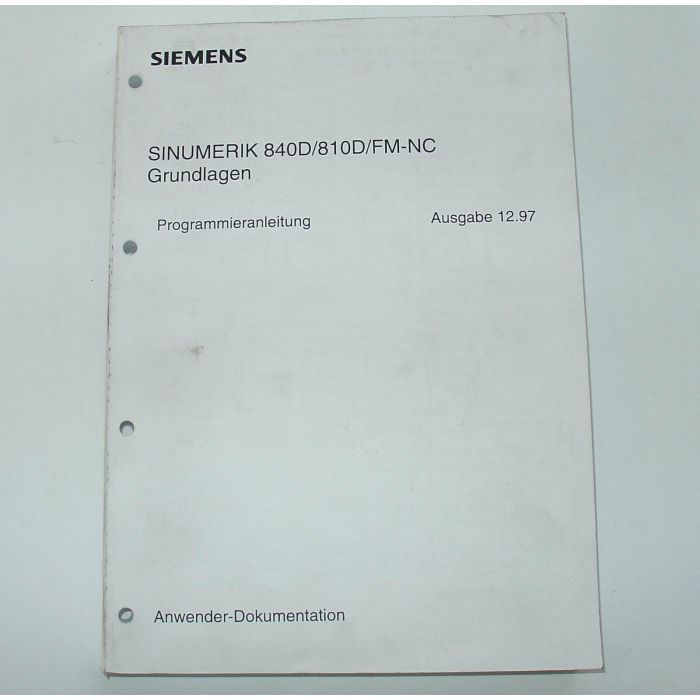 SIEMENS
SINUMERIK 840D/810D/FM-NC
Grundlagen
Programmieranleitung Ausgabe 12.97
Anwender-Dokumentation